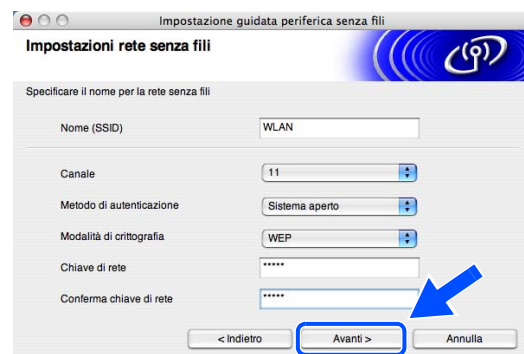 Impostazione guidata periferica senza fili
Impostazioni rete senza fili
Specificare il nome per la rete senza fili
Nome (SSID) WLAN
Canale 11
Metodo di autenticazione Sistema aperto
Modalità di crittografia WEP
Chiave di rete *****
Conferma chiave di rete *****
< Indietro Avanti > Annulla